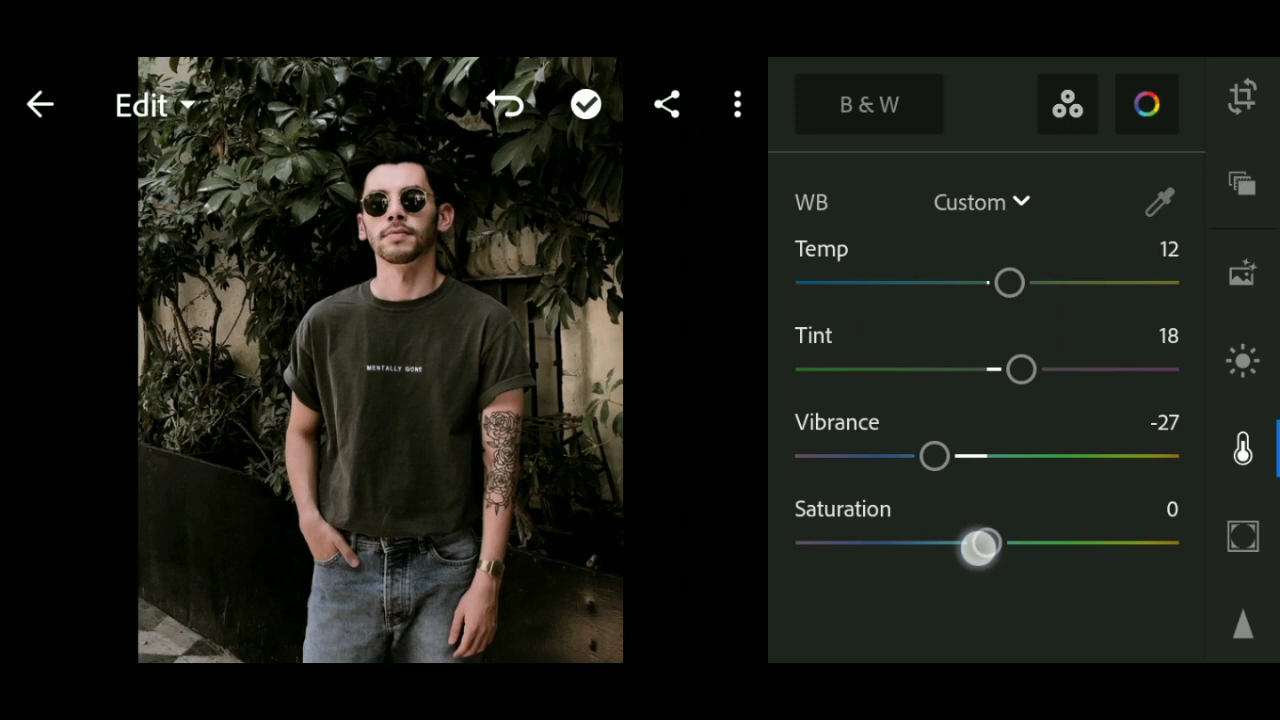 Edit
B & W
WB Custom
Temp 12
Tint 18
Vibrance -27
Saturation 0
MENTALLY GONE